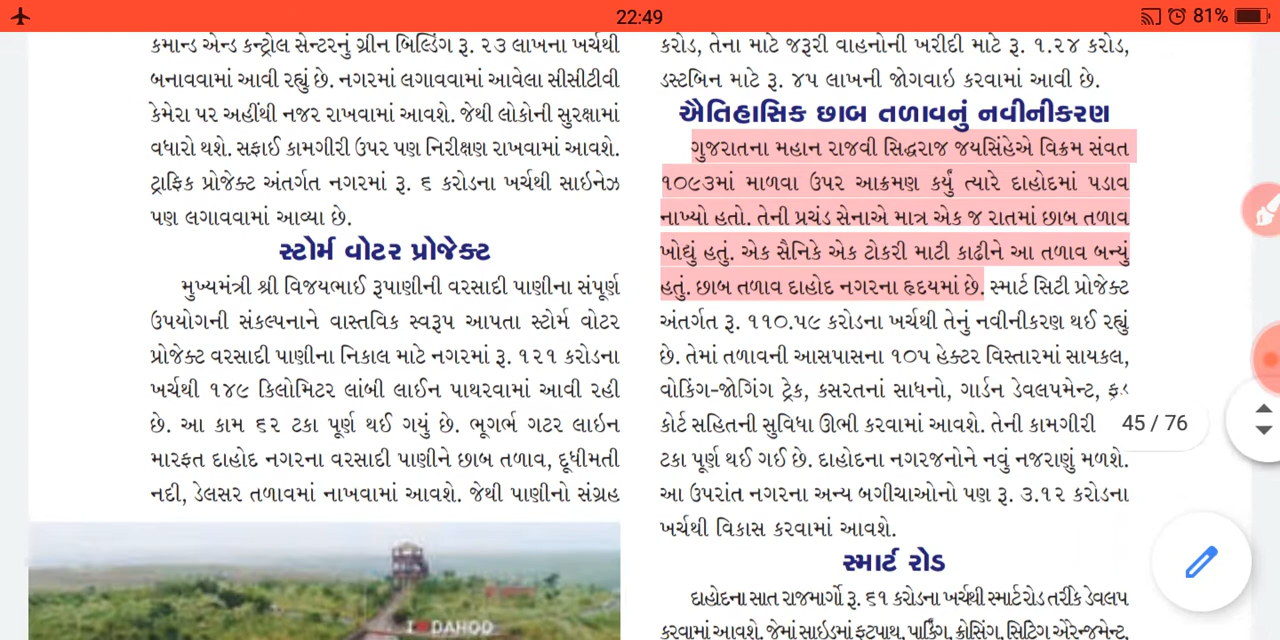 22:49
81%
કમાન્ડ એન્ડ કન્ટ્રોલ સેન્ટરનું ગ્રીન બિલ્ડિંગ રૂ. ૨૩ લાખના ખર્ચથી
બનાવવામાં આવી રહ્યું છે. નગરમાં લગાવવામાં આવેલા સીસીટીવી
કેમેરા પર અહીંથી નજર રાખવામાં આવશે. જેથી લોકોની સુરક્ષામાં
વધારો થશે. સફાઈ કામગીરી ઉપર પણ નિરીક્ષણ રાખવામાં આવશે.
ટ્રાફિક પ્રોજેક્ટ અંતર્ગત નગરમાં રૂ. ૬ કરોડના ખર્ચથી સાઇનેઝ
પણ લગાવવામાં આવ્યા છે.
સ્ટોર્મ વોટર પ્રોજેક્ટ
મુખ્યમંત્રી શ્રી વિજયભાઈ રૂપાણીની વરસાદી પાણીના સંપૂર્ણ
ઉપયોગની સંકલ્પનાને વાસ્તવિક સ્વરૂપ આપતા સ્ટોર્મ વોટર
પ્રોજેક્ટ વરસાદી પાણીના નિકાલ માટે નગરમાં રૂ. ૧૨૧ કરોડના
ખર્ચથી ૧૪૯ કિલોમિટર લાંબી લાઈન પાથરવામાં આવી રહી
છે. આ કામ ૬૨ ટકા પૂર્ણ થઈ ગયું છે. ભૂગર્ભ ગટર લાઇન
મારફત દાહોદ નગરના વરસાદી પાણીને છાબ તળાવ, દૂધીમતી
નદી, ડેલસર તળાવમાં નાખવામાં આવશે. જેથી પાણીનો સંગ્રહ
I DAHOD
કરોડ, તેના માટે જરૂરી વાહનોની ખરીદી માટે રૂ. ૧.૨૪ કરોડ,
ડસ્ટબિન માટે રૂ. ૪૫ લાખની જોગવાઇ કરવામાં આવી છે.
ઐતિહાસિક છાબ તળાવનું નવીનીકરણ
ગુજરાતના મહાન રાજવી સિદ્ધરાજ જયસિંહેએ વિક્રમ સંવત
૧૦૯૩માં માળવા ઉપર આક્રમણ કર્યું ત્યારે દાહોદમાં પડાવ
નાખ્યો હતો. તેની પ્રચંડ સેનાએ માત્ર એક જ રાતમાં છાબ તળાવ
ખોદ્યું હતું. એક સૈનિકે એક ટોકરી માટી કાઢીને આ તળાવ બન્યું
હતું. છાબ તળાવ દાહોદ નગરના હૃદયમાં છે. સ્માર્ટ સિટી પ્રોજેક્ટ
અંતર્ગત રૂ. ૧૧૦.૫૯ કરોડના ખર્ચથી તેનું નવીનીકરણ થઈ રહ્યું
છે. તેમાં તળાવની આસપાસના ૧૦૫ હેક્ટર વિસ્તારમાં સાયકલ,
વોકિંગ-જોગિંગ ટ્રેક, કસરતનાં સાધનો, ગાર્ડન ડેવલપમેન્ટ, ફૂડ
કોર્ટ સહિતની સુવિધા ઊભી કરવામાં આવશે. તેની કામગીરી
ટકા પૂર્ણ થઈ ગઈ છે. દાહોદના નગરજનોને નવું નજરાણું મળશે.
આ ઉપરાંત નગરના અન્ય બગીચાઓનો પણ રૂ. ૩.૧૨ કરોડના
ખર્ચથી વિકાસ કરવામાં આવશે.
સ્માર્ટ રોડ
દાહોદના સાત રાજમાર્ગો રૂ. ૬૧ કરોડના ખર્ચથી સ્માર્ટ રોડ તરીકે ડેવલપ
કરવામાં આવશે. જેમાં સાઇડમાં ફૂટપાથ, પાર્કિંગ, ક્રોસિંગ, સિટિંગ એરેન્જમેન્ટ,
45 / 76